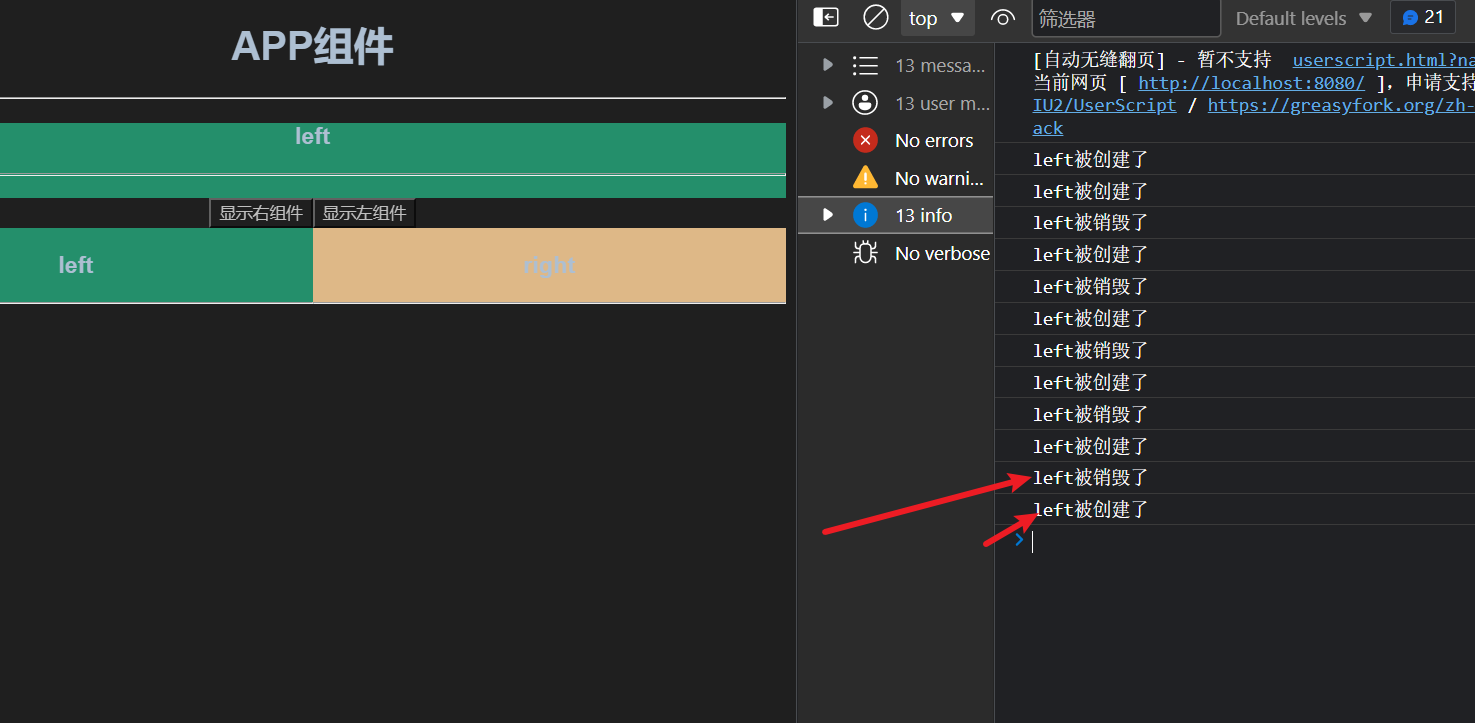 APP组件
left
显示右组件 显示左组件
left right
top 筛选器 Default levels 21
13 messa...
13 user m...
No errors
No warni...
13 info
No verbose
[自动无缝翻页] - 暂不支持 userscript.html?na
当前网页 [ http://localhost:8080/ ], 申请支持
IU2/UserScript / https://greasyfork.org/zh-
ack
left被创建了
left被创建了
left被销毁了
left被创建了
left被销毁了
left被创建了
left被销毁了
left被创建了
left被销毁了
left被创建了
left被销毁了
left被创建了